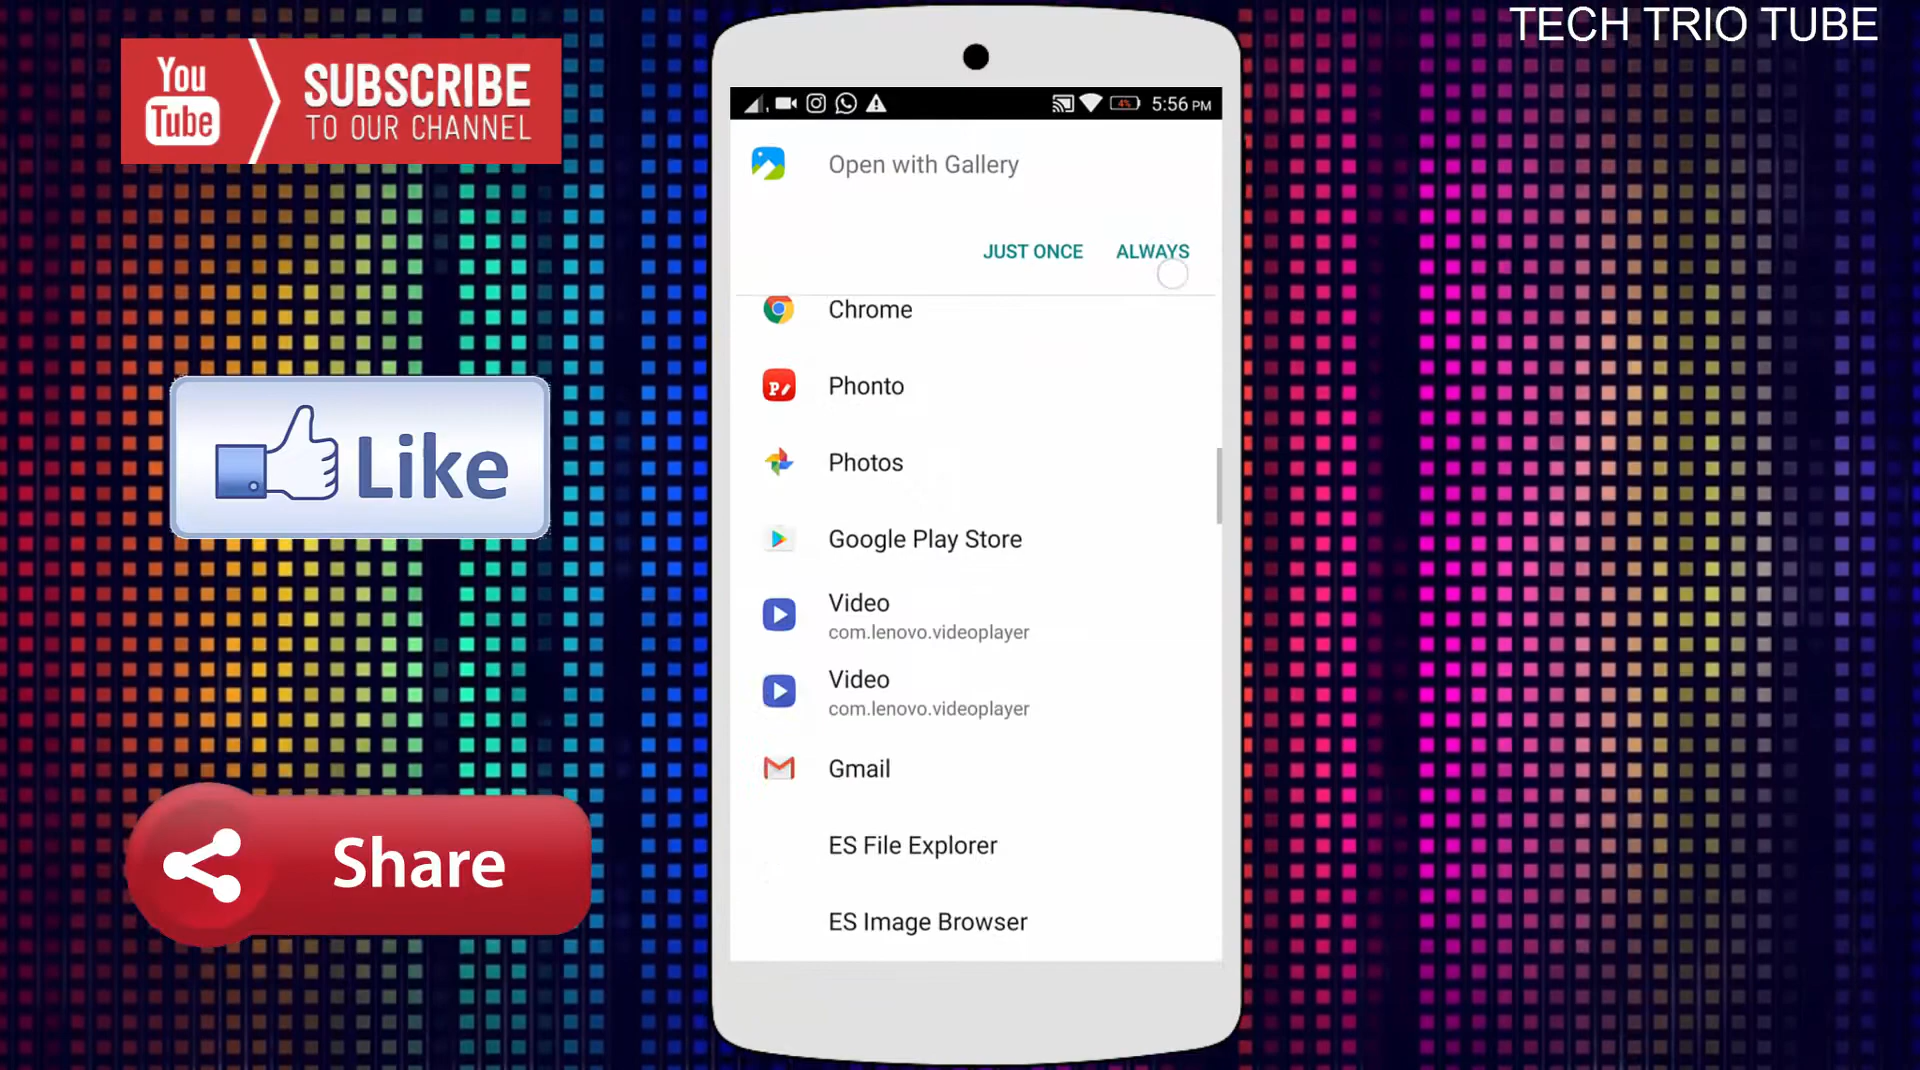 TECH TRIO TUBE
You
Tube
SUBSCRIBE
TO OUR CHANNEL
Like
Share
4%
5:56 PM
Open with Gallery
JUST ONCE
ALWAYS
Chrome
Phonto
Photos
Google Play Store
Video
com.lenovo.videoplayer
Video
com.lenovo.videoplayer
Gmail
ES File Explorer
ES Image Browser